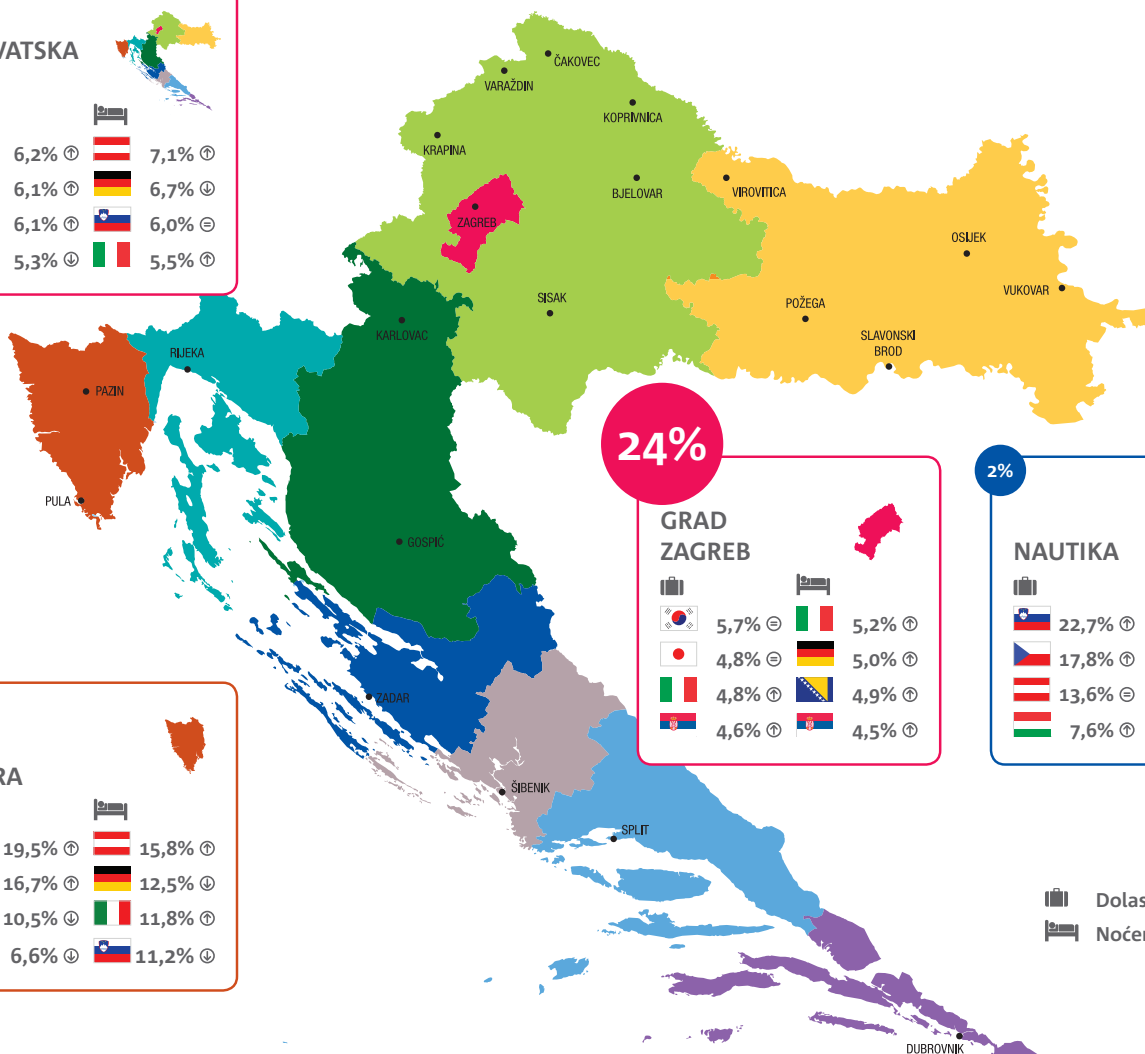 VATSKA
6,2% 7,1%
6,1% 6,7%
6,1% 6,0%
5,3% 5,5%
ČAKOVEC
VARAŽDIN
KOPRIVNICA
KRAPINA
BJELOVAR
VIROVITICA
ZAGREB
OSIJEK
VUKOVAR
SISAK
POŽEGA
SLAVONSKI
BROD
KARLOVAC
RIJEKA
PAZIN
PULA
GOSPIĆ
ZADAR
ŠIBENIK
SPLIT
DUBROVNIK
24%
GRAD
ZAGREB
5,7% 5,2%
4,8% 5,0%
4,8% 4,9%
4,6% 4,5%
2%
NAUTIKA
22,7%
17,8%
13,6%
7,6%
RA
19,5% 15,8%
16,7% 12,5%
10,5% 11,8%
6,6% 11,2%
Dolas
Noćen